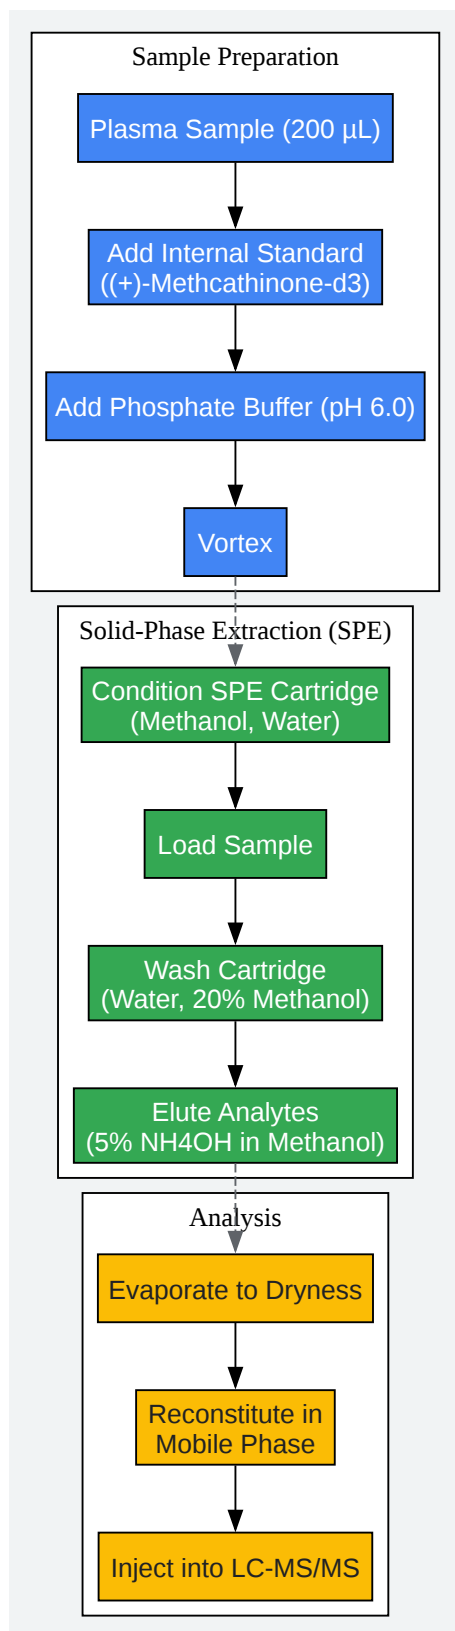 Sample Preparation
Plasma Sample (200 µL)
Add Internal Standard
((+)-Methcathinone-d3)
Add Phosphate Buffer (pH 6.0)
Vortex
Solid-Phase Extraction (SPE)
Condition SPE Cartridge
(Methanol, Water)
Load Sample
Wash Cartridge
(Water, 20% Methanol)
Elute Analytes
(5% NH4OH in Methanol)
Analysis
Evaporate to Dryness
Reconstitute in
Mobile Phase
Inject into LC-MS/MS